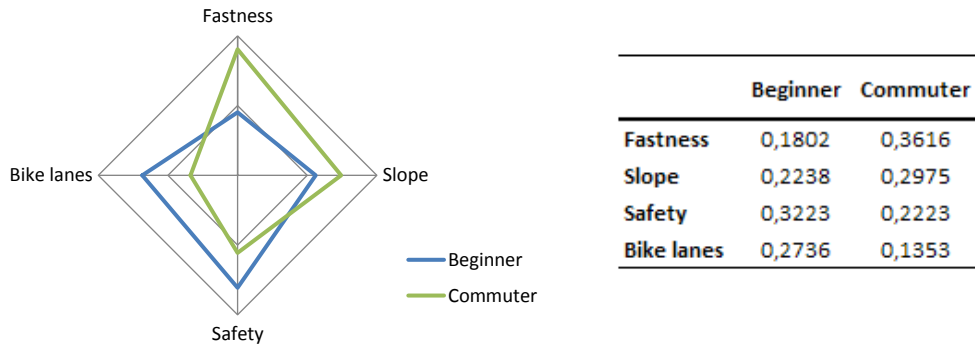 Fastness
Bike lanes
Slope
Safety
Beginner
Commuter
Beginner Commuter
Fastness 0,1802 0,3616
Slope 0,2238 0,2975
Safety 0,3223 0,2223
Bike lanes 0,2736 0,1353